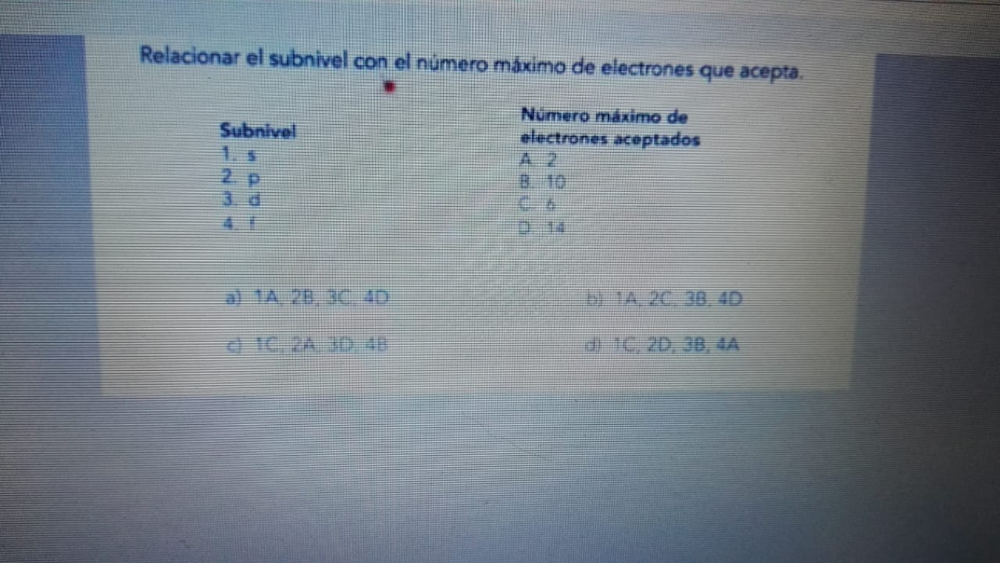 Relacionar el subnivel con el número máximo de electrones que acepta.
Subnivel
1. s
2. p
3. d
4. f
Número máximo de
electrones aceptados
A. 2
B. 10
C. 6
D. 14
a) 1A, 2B, 3C, 4D
b) 1A, 2C, 3B, 4D
c) 1C, 2A, 3D, 4B
d) 1C, 2D, 3B, 4A